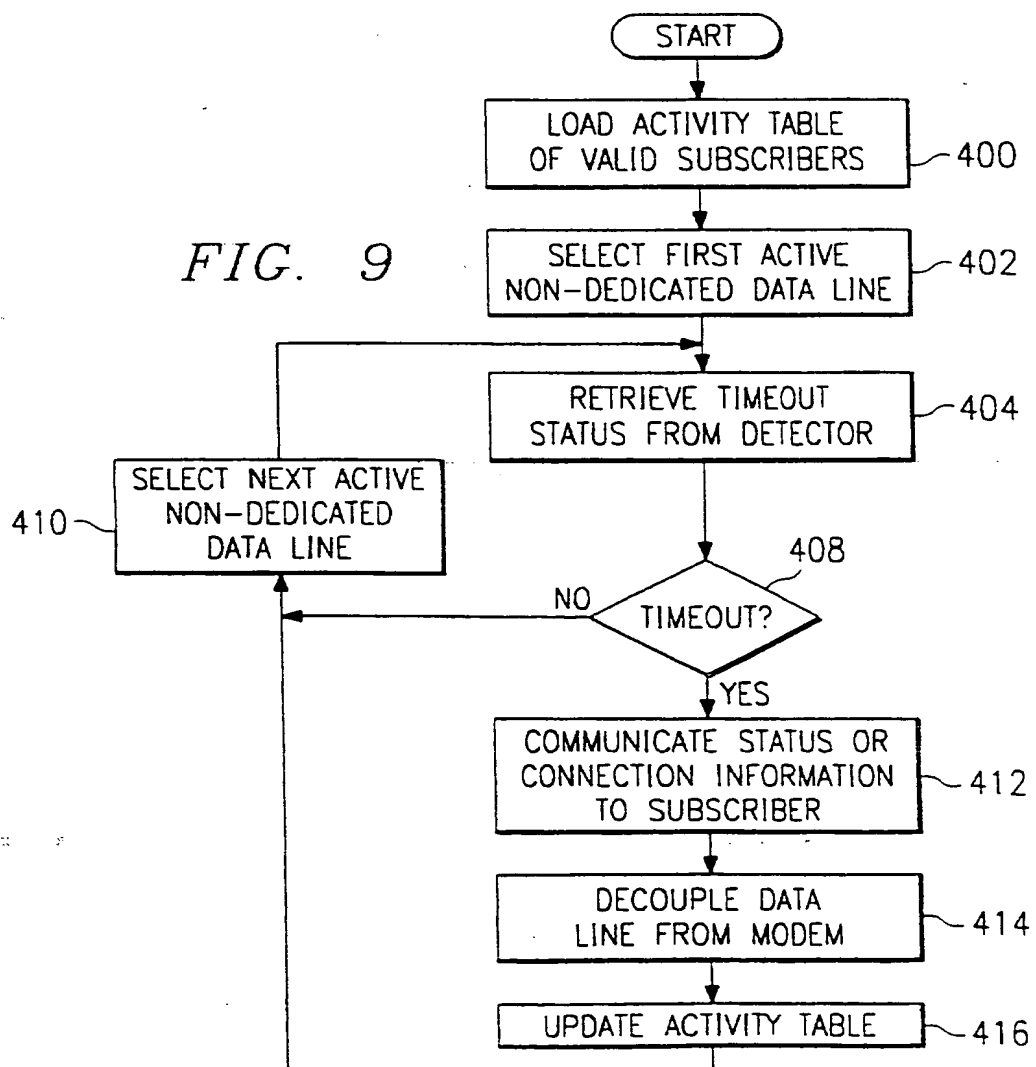 START
LOAD ACTIVITY TABLE
OF VALID SUBSCRIBERS
400
FIG. 9
SELECT FIRST ACTIVE
NON-DEDICATED DATA LINE
402
RETRIEVE TIMEOUT
STATUS FROM DETECTOR
404
SELECT NEXT ACTIVE
NON-DEDICATED
DATA LINE
410
408
NO
TIMEOUT?
YES
COMMUNICATE STATUS OR
CONNECTION INFORMATION
TO SUBSCRIBER
412
DECOUPLE DATA
LINE FROM MODEM
414
UPDATE ACTIVITY TABLE
416